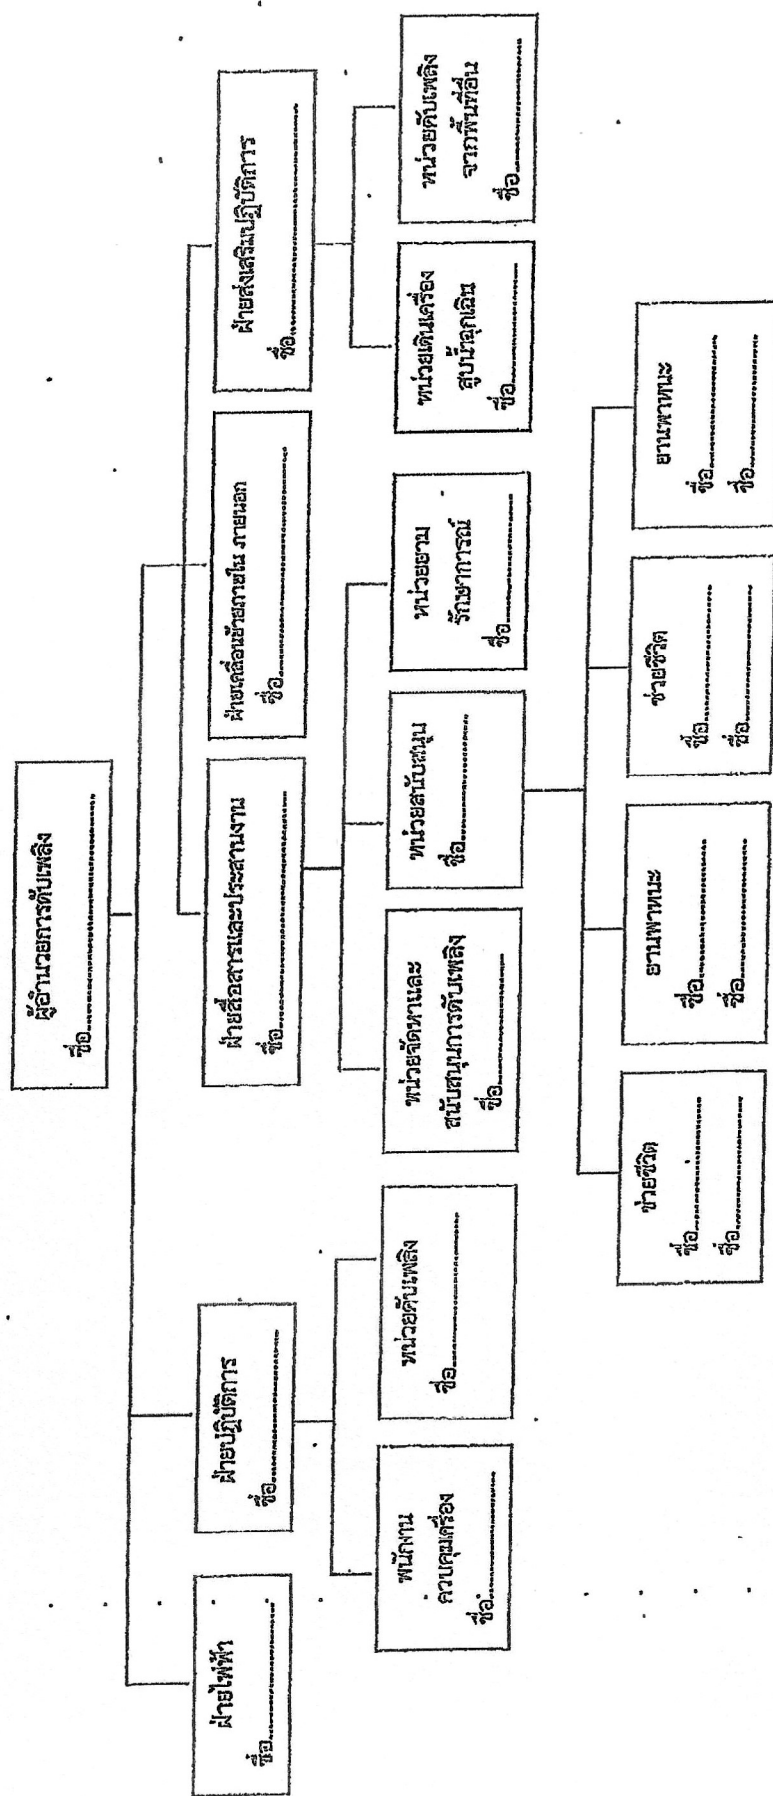 ผู้อำนวยการดับเพลิง
ชื่อ........................................
ฝ่ายไฟฟ้า
ชื่อ........................................
ฝ่ายปฏิบัติการ
ชื่อ........................................
ฝ่ายสื่อสารและประสานงาน
ชื่อ........................................
ฝ่ายเคลื่อนย้ายภายใน ภายนอก
ชื่อ........................................
ฝ่ายส่งเสริมปฏิบัติการ
ชื่อ........................................
พนักงาน
ควบคุมเครื่อง
ชื่อ........................................
หน่วยดับเพลิง
ชื่อ........................................
หน่วยจัดหาและ
สนับสนุนการดับเพลิง
ชื่อ........................................
หน่วยสนับสนุน
ชื่อ........................................
หน่วยยาม
รักษาการณ์
ชื่อ........................................
หน่วยเดินเครื่อง
สูบน้ำฉุกเฉิน
ชื่อ........................................
หน่วยดับเพลิง
จากพื้นที่อื่น
ชื่อ........................................
ช่วยชีวิต
ชื่อ........................................
ชื่อ........................................
ยานพาหนะ
ชื่อ........................................
ชื่อ........................................
ช่วยชีวิต
ชื่อ........................................
ชื่อ........................................
ยานพาหนะ
ชื่อ........................................
ชื่อ........................................